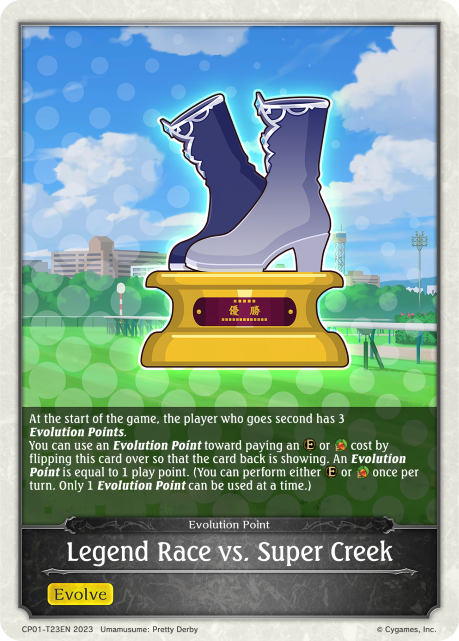 優勝
At the start of the game, the player who goes second has 3
Evolution Points.
You can use an Evolution Point toward paying an E or cost by
flipping this card over so that the card back is showing. An Evolution
Point is equal to 1 play point. (You can perform either E or once per
turn. Only 1 Evolution Point can be used at a time.)
Evolution Point
Legend Race vs. Super Creek
Evolve
CP01-T23EN 2023 Umamusume: Pretty Derby
© Cygames, Inc.